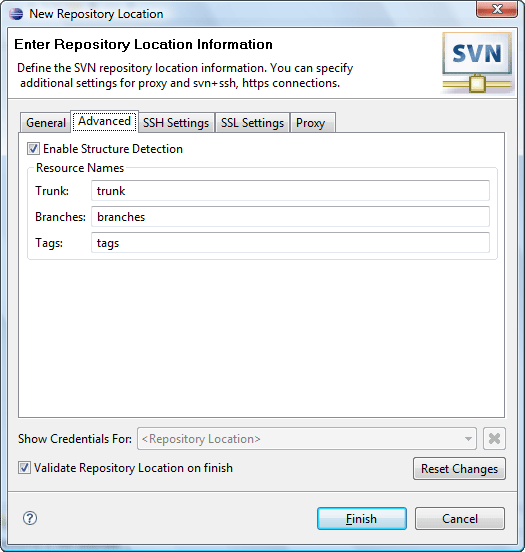 New Repository Location
Enter Repository Location Information
Define the SVN repository location information. You can specify
additional settings for proxy and svn+ssh, https connections.
SVN
General Advanced SSH Settings SSL Settings Proxy
Enable Structure Detection
Resource Names
Trunk: trunk
Branches: branches
Tags: tags
Show Credentials For: <Repository Location>
Validate Repository Location on finish
Reset Changes
Finish Cancel